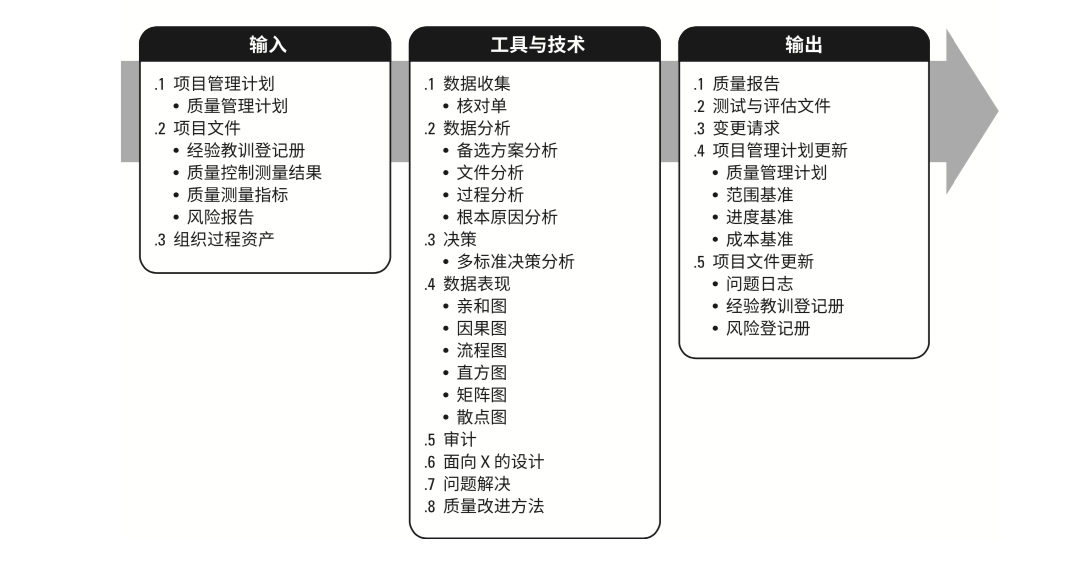 输入
.1 项目管理计划
• 质量管理计划
.2 项目文件
• 经验教训登记册
• 质量控制测量结果
• 质量测量指标
• 风险报告
.3 组织过程资产
工具与技术
.1 数据收集
• 核对单
.2 数据分析
• 备选方案分析
• 文件分析
• 过程分析
• 根本原因分析
.3 决策
• 多标准决策分析
.4 数据表现
• 亲和图
• 因果图
• 流程图
• 直方图
• 矩阵图
• 散点图
.5 审计
.6 面向 X 的设计
.7 问题解决
.8 质量改进方法
输出
.1 质量报告
.2 测试与评估文件
.3 变更请求
.4 项目管理计划更新
• 质量管理计划
• 范围基准
• 进度基准
• 成本基准
.5 项目文件更新
• 问题日志
• 经验教训登记册
• 风险登记册